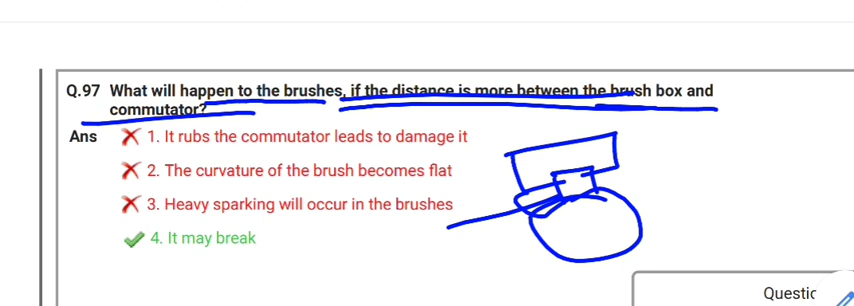 Q.97 What will happen to the brushes, if the distance is more between the brush box and
commutator?
Ans 1. It rubs the commutator leads to damage it
2. The curvature of the brush becomes flat
3. Heavy sparking will occur in the brushes
4. It may break